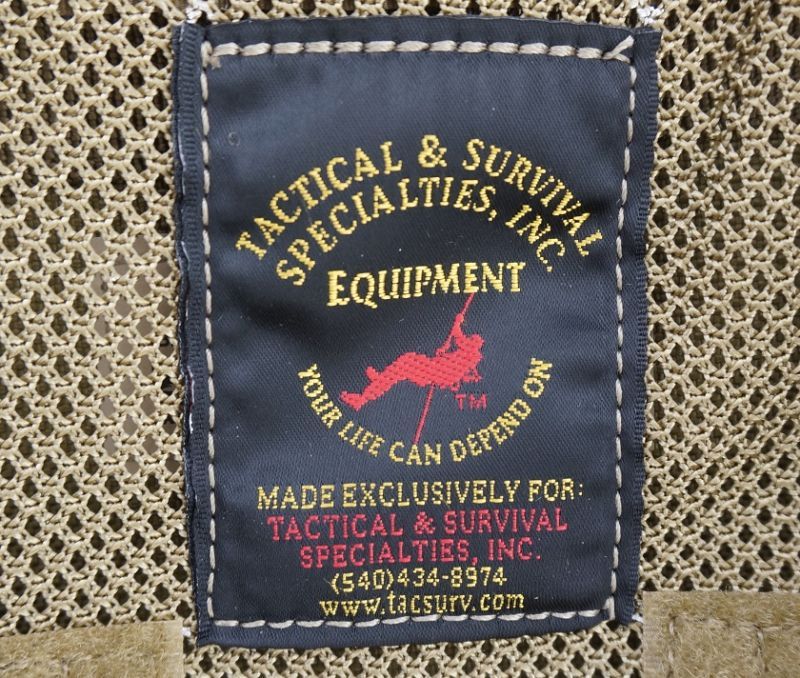 TACTICAL & SURVIVAL
SPECIALTIES, INC.
EQUIPMENT
TM
YOUR LIFE CAN DEPEND ON
MADE EXCLUSIVELY FOR:
TACTICAL & SURVIVAL
SPECIALTIES, INC.
(540)434-8974
www.tacsurv.com